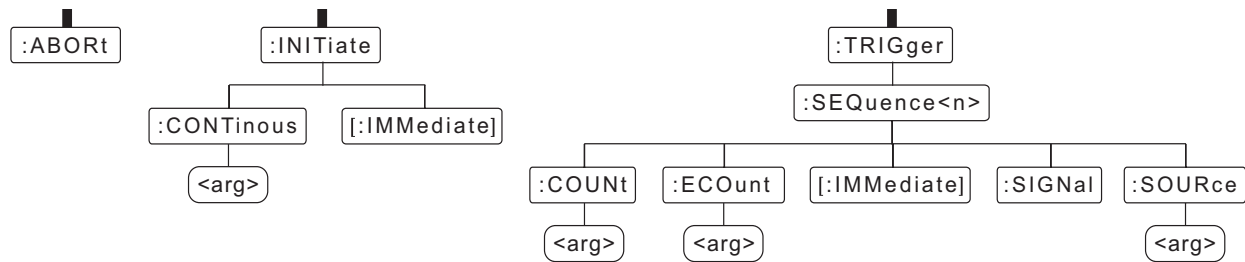 :ABORt
:INITiate
:TRIGger
:SEQuence<n>
:CONTinous
[:IMMediate]
<arg>
:COUNt
:ECOunt
[:IMMediate]
:SIGNal
:SOURce
<arg>
<arg>
<arg>